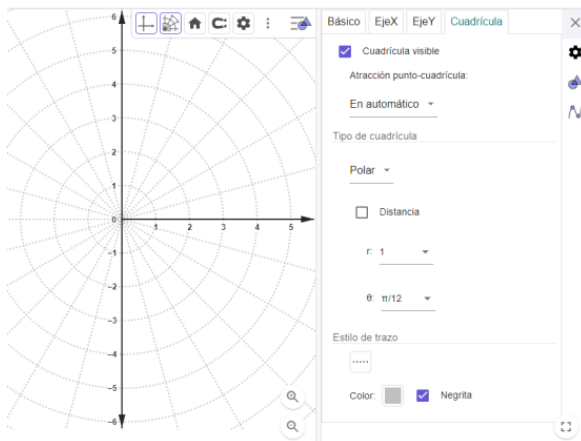 Básico EjeX EjeY Cuadrícula
Cuadrícula visible
Atracción punto-cuadrícula:
En automático
Tipo de cuadrícula
Polar
Distancia
r: 1
θ: π/12
Estilo de trazo
Color: Negrita
6
5
4
3
2
1
0 1 2 3 4 5
−1
−2
−3
−4
−5
−6